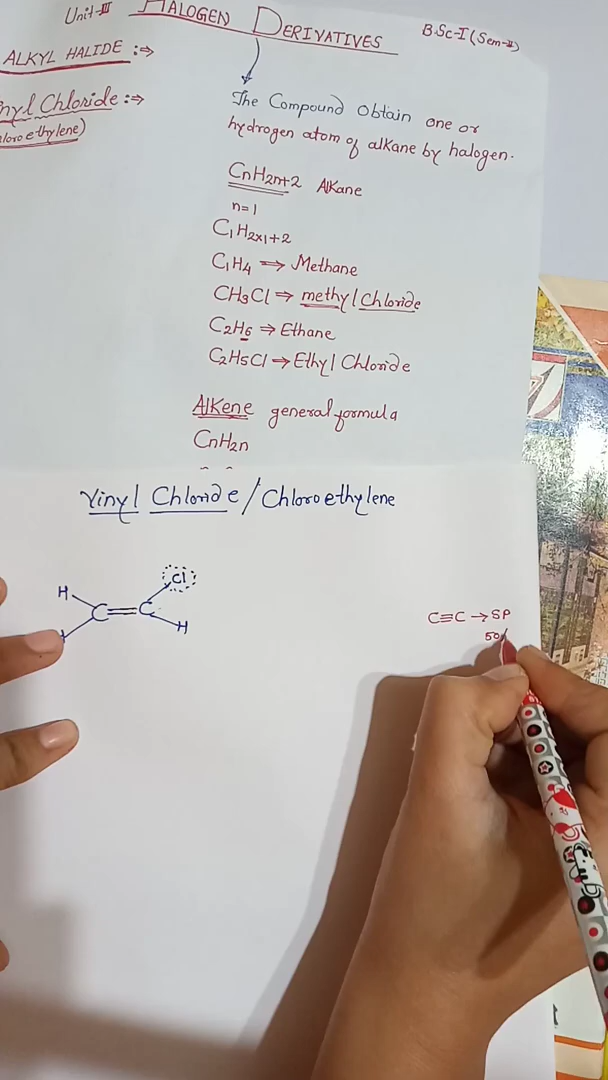 Unit-III HALOGEN DERIVATIVES B.Sc-I (Sem-II)
ALKYL HALIDE :⇒
nyl Chloride :⇒
loroethylene)
The Compound Obtain one or
hydrogen atom of alkane by halogen.
CnH2n+2 Alkane
n=1
C1H2x1+2
C1H4 ⇒ Methane
CH3Cl ⇒ methyl Chloride
C2H6 ⇒ Ethane
C2H5Cl → Ethyl Chloride
Alkene general formula
CnH2n
Vinyl Chloride / Chloroethylene
H Cl
C=C
H
C≡C → SP
50